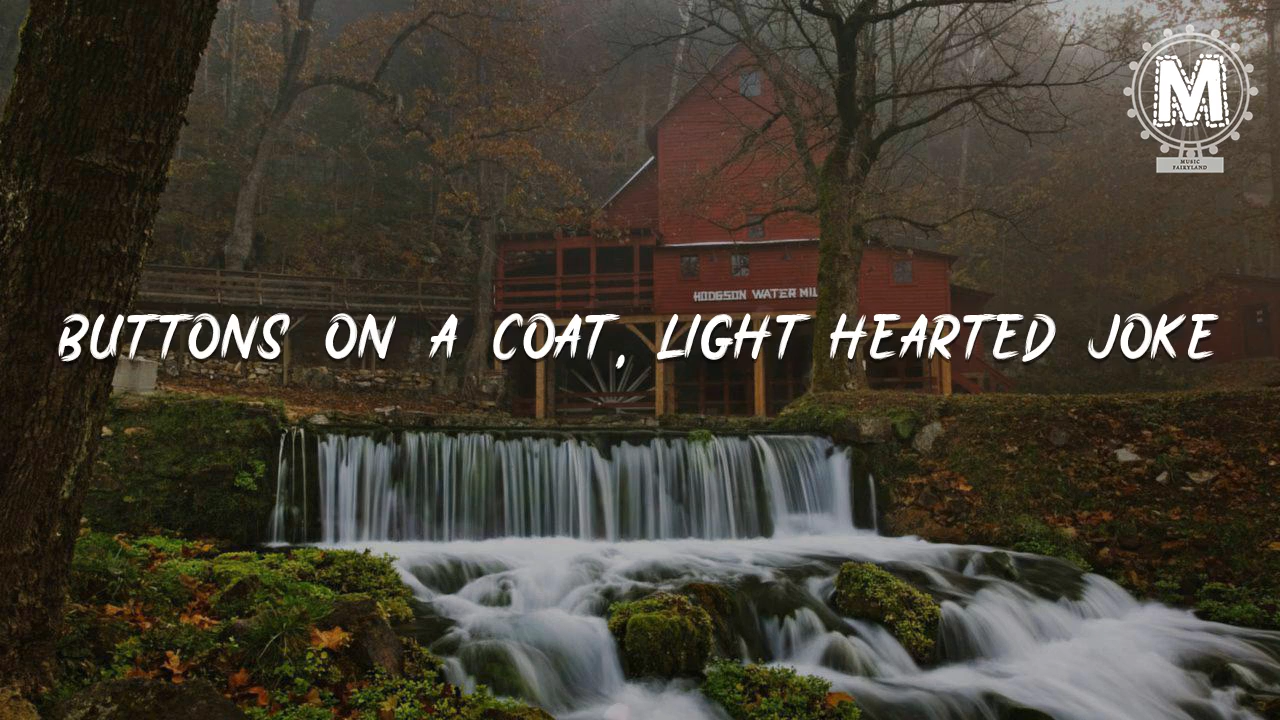 M
MUSIC
FAIRYLAND
HODGSON WATER MIL
BUTTONS ON A COAT, LIGHT HEARTED JOKE